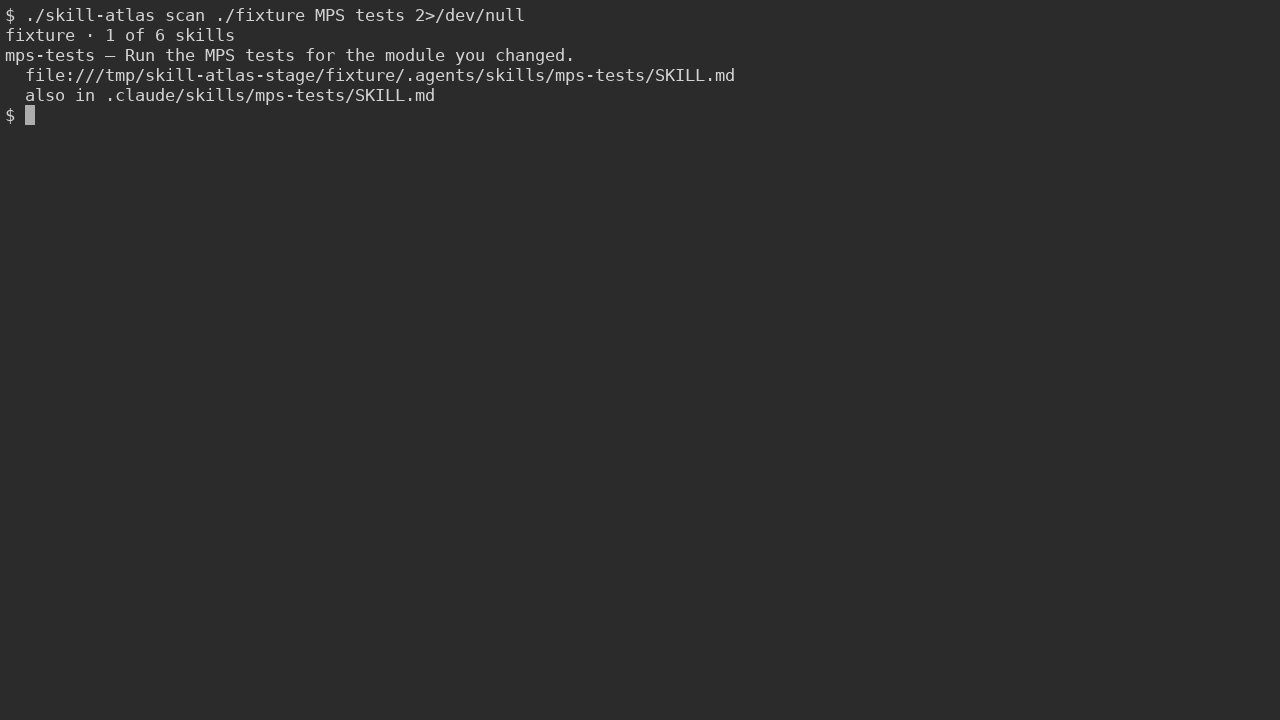 $ ./skill-atlas scan ./fixture MPS tests 2>/dev/null
fixture · 1 of 6 skills
mps-tests — Run the MPS tests for the module you changed.
  file:///tmp/skill-atlas-stage/fixture/.agents/skills/mps-tests/SKILL.md
  also in .claude/skills/mps-tests/SKILL.md
$